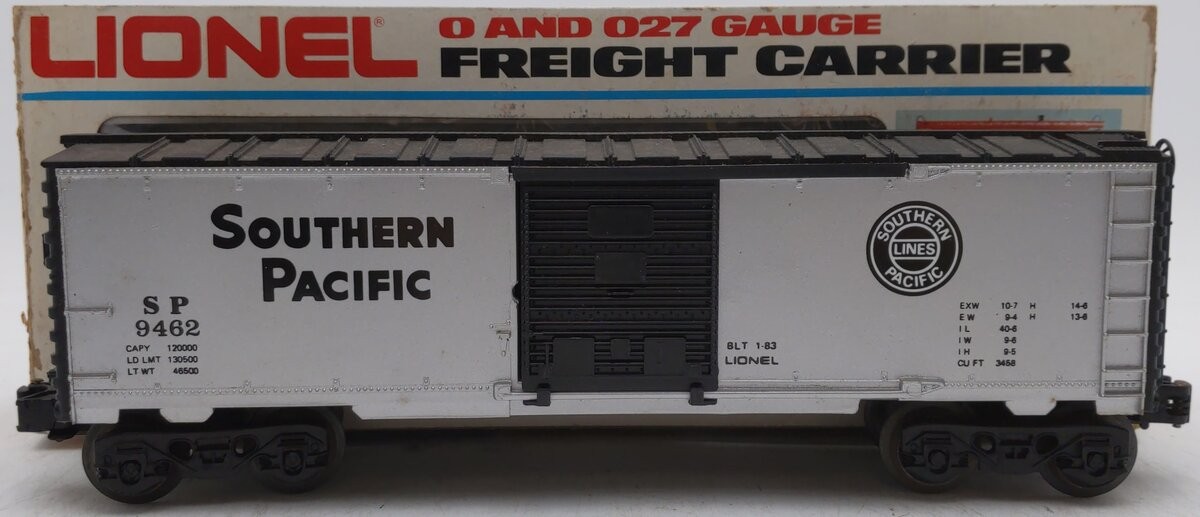 LIONEL®
O AND 027 GAUGE
FREIGHT CARRIER
SOUTHERN
PACIFIC
SP
9462
CAPY 120000
LD LMT 130500
LT WT 46500
BLT 1-83
LIONEL
SOUTHERN
LINES
PACIFIC
EXW 10-7 H 14-6
EW 9-4 H 13-6
IL 40-6
IW 9-6
IH 9-5
CU FT 3458